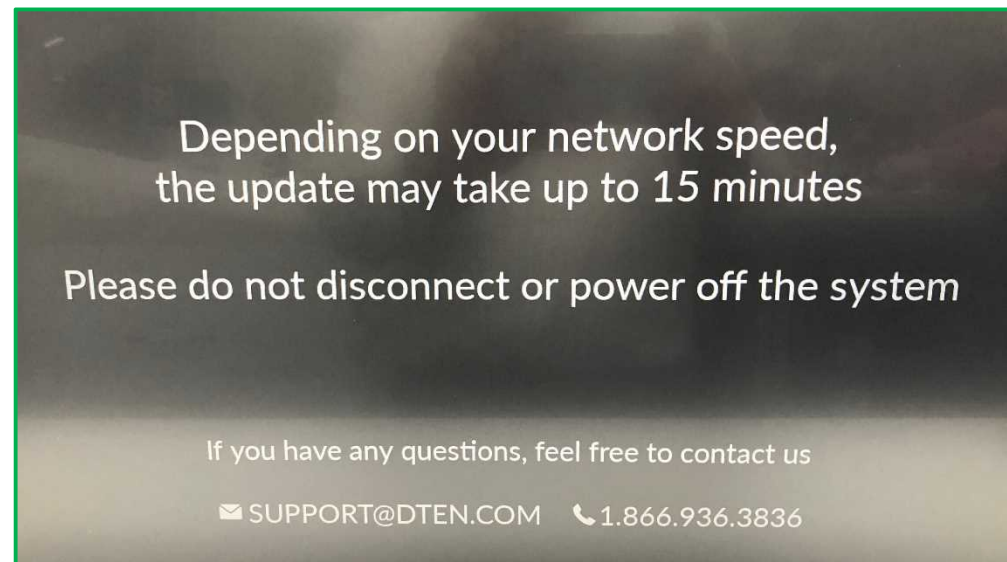 Depending on your network speed,
the update may take up to 15 minutes
Please do not disconnect or power off the system
If you have any questions, feel free to contact us
SUPPORT@DTEN.COM 1.866.936.3836